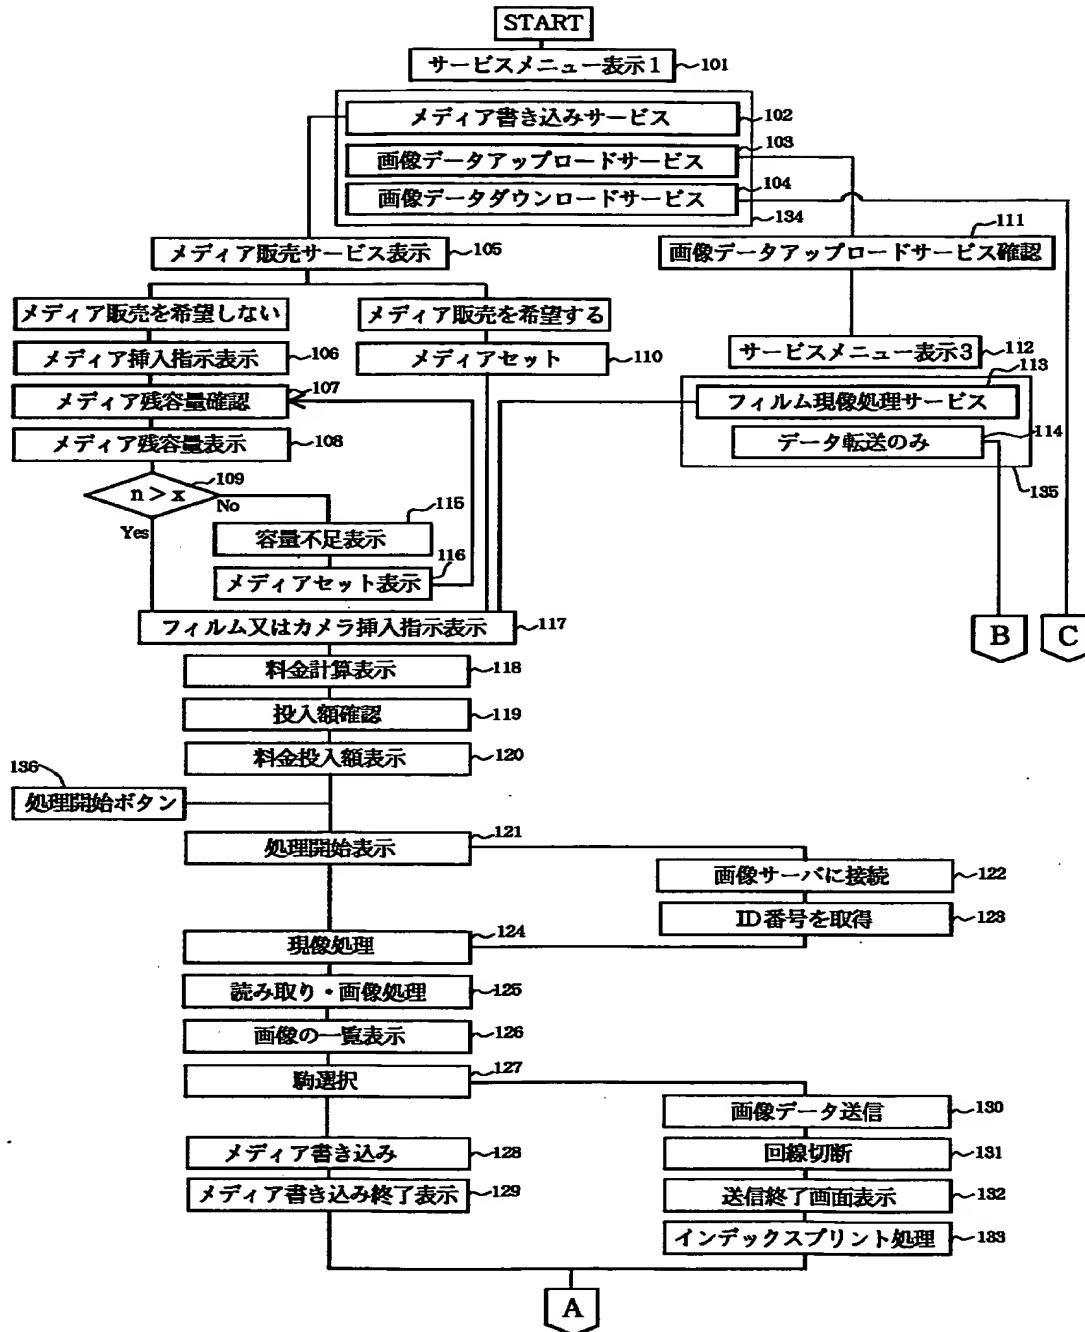 START
サービスメニュー表示1
101
メディア書き込みサービス
102
画像データアップロードサービス
103
画像データダウンロードサービス
104
134
メディア販売サービス表示
105
画像データアップロードサービス確認
111
メディア販売を希望しない
メディア販売を希望する
メディア挿入指示表示
106
メディアセット
110
サービスメニュー表示3
112
メディア残容量確認
107
フィルム現像処理サービス
113
メディア残容量表示
108
データ転送のみ
114
135
n > x
109
Yes
No
容量不足表示
115
メディアセット表示
116
フィルム又はカメラ挿入指示表示
117
B
C
料金計算表示
118
投入額確認
119
料金投入額表示
120
136
処理開始ボタン
処理開始表示
121
画像サーバに接続
122
ID番号を取得
123
現像処理
124
読み取り・画像処理
125
画像の一覧表示
126
駒選択
127
画像データ送信
130
メディア書き込み
128
回線切断
131
メディア書き込み終了表示
129
送信終了画面表示
132
インデックスプリント処理
133
A